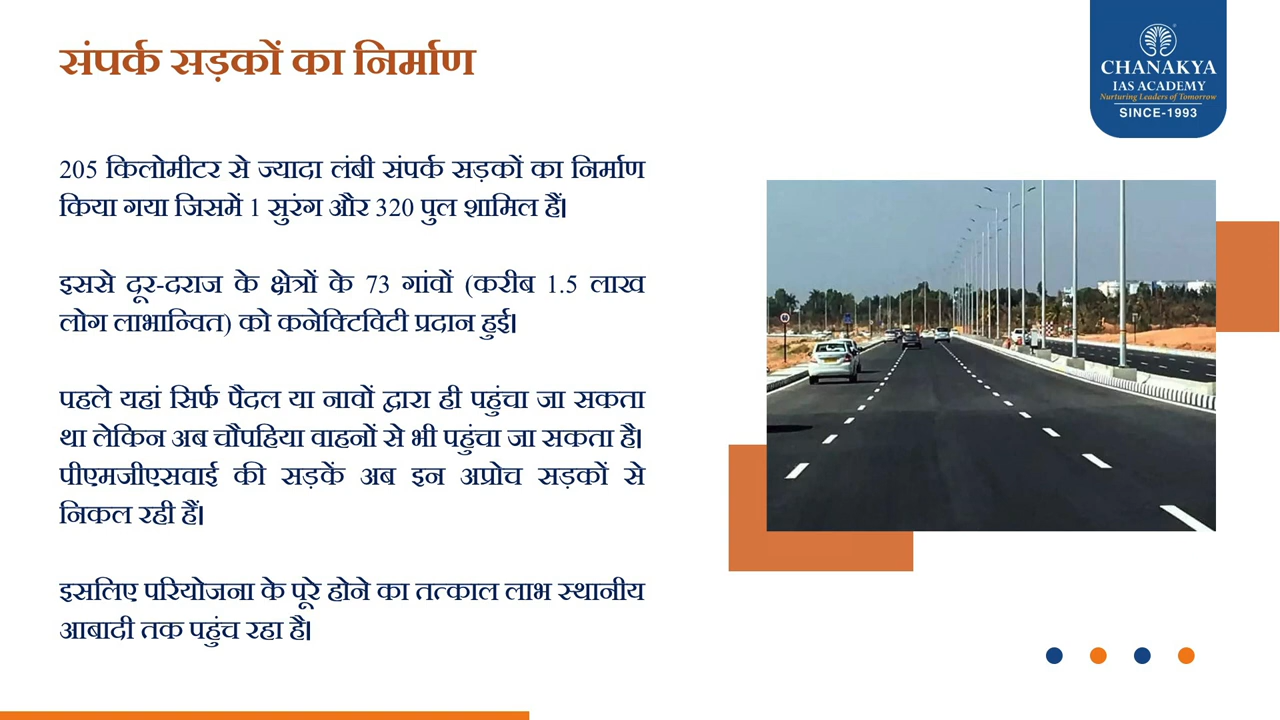 संपर्क सड़कों का निर्माण
CHANAKYA
IAS ACADEMY
Nurturing Leaders of Tomorrow
SINCE-1993
205 किलोमीटर से ज्यादा लंबी संपर्क सड़कों का निर्माण
किया गया जिसमें 1 सुरंग और 320 पुल शामिल हैं।
इससे दूर-दराज के क्षेत्रों के 73 गांवों (करीब 1.5 लाख
लोग लाभान्वित) को कनेक्टिविटी प्रदान हुई।
पहले यहां सिर्फ पैदल या नावों द्वारा ही पहुंचा जा सकता
था लेकिन अब चौपहिया वाहनों से भी पहुंचा जा सकता है।
पीएमजीएसवाई की सड़कें अब इन अप्रोच सड़कों से
निकल रही हैं।
इसलिए परियोजना के पूरे होने का तत्काल लाभ स्थानीय
आबादी तक पहुंच रहा है।